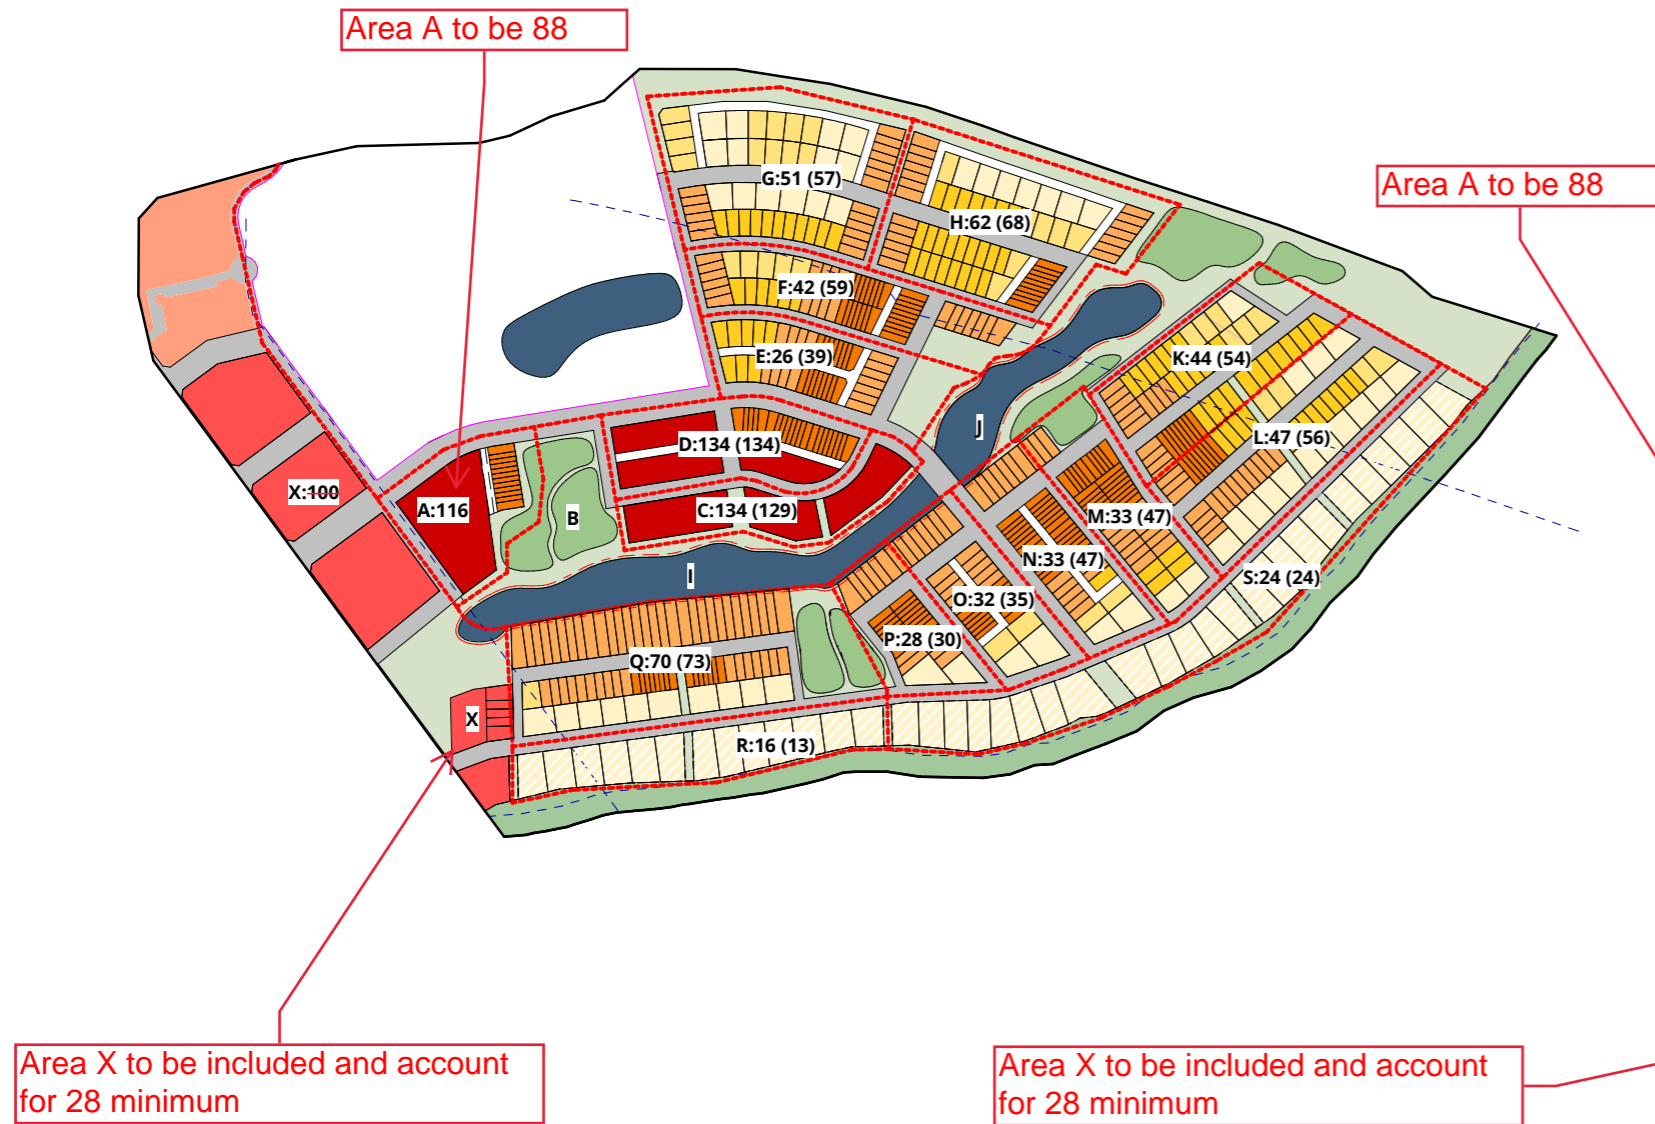 Area A to be 88
Area A to be 88
G:51 (57)
H:62 (68)
F:42 (59)
E:26 (39)
K:44 (54)
J
L:47 (56)
D:134 (134)
X:100
A:116
B
C:134 (129)
M:33 (47)
N:33 (47)
I
S:24 (24)
O:32 (35)
P:28 (30)
Q:70 (73)
X
R:16 (13)
Area X to be included and account
for 28 minimum
Area X to be included and account
for 28 minimum